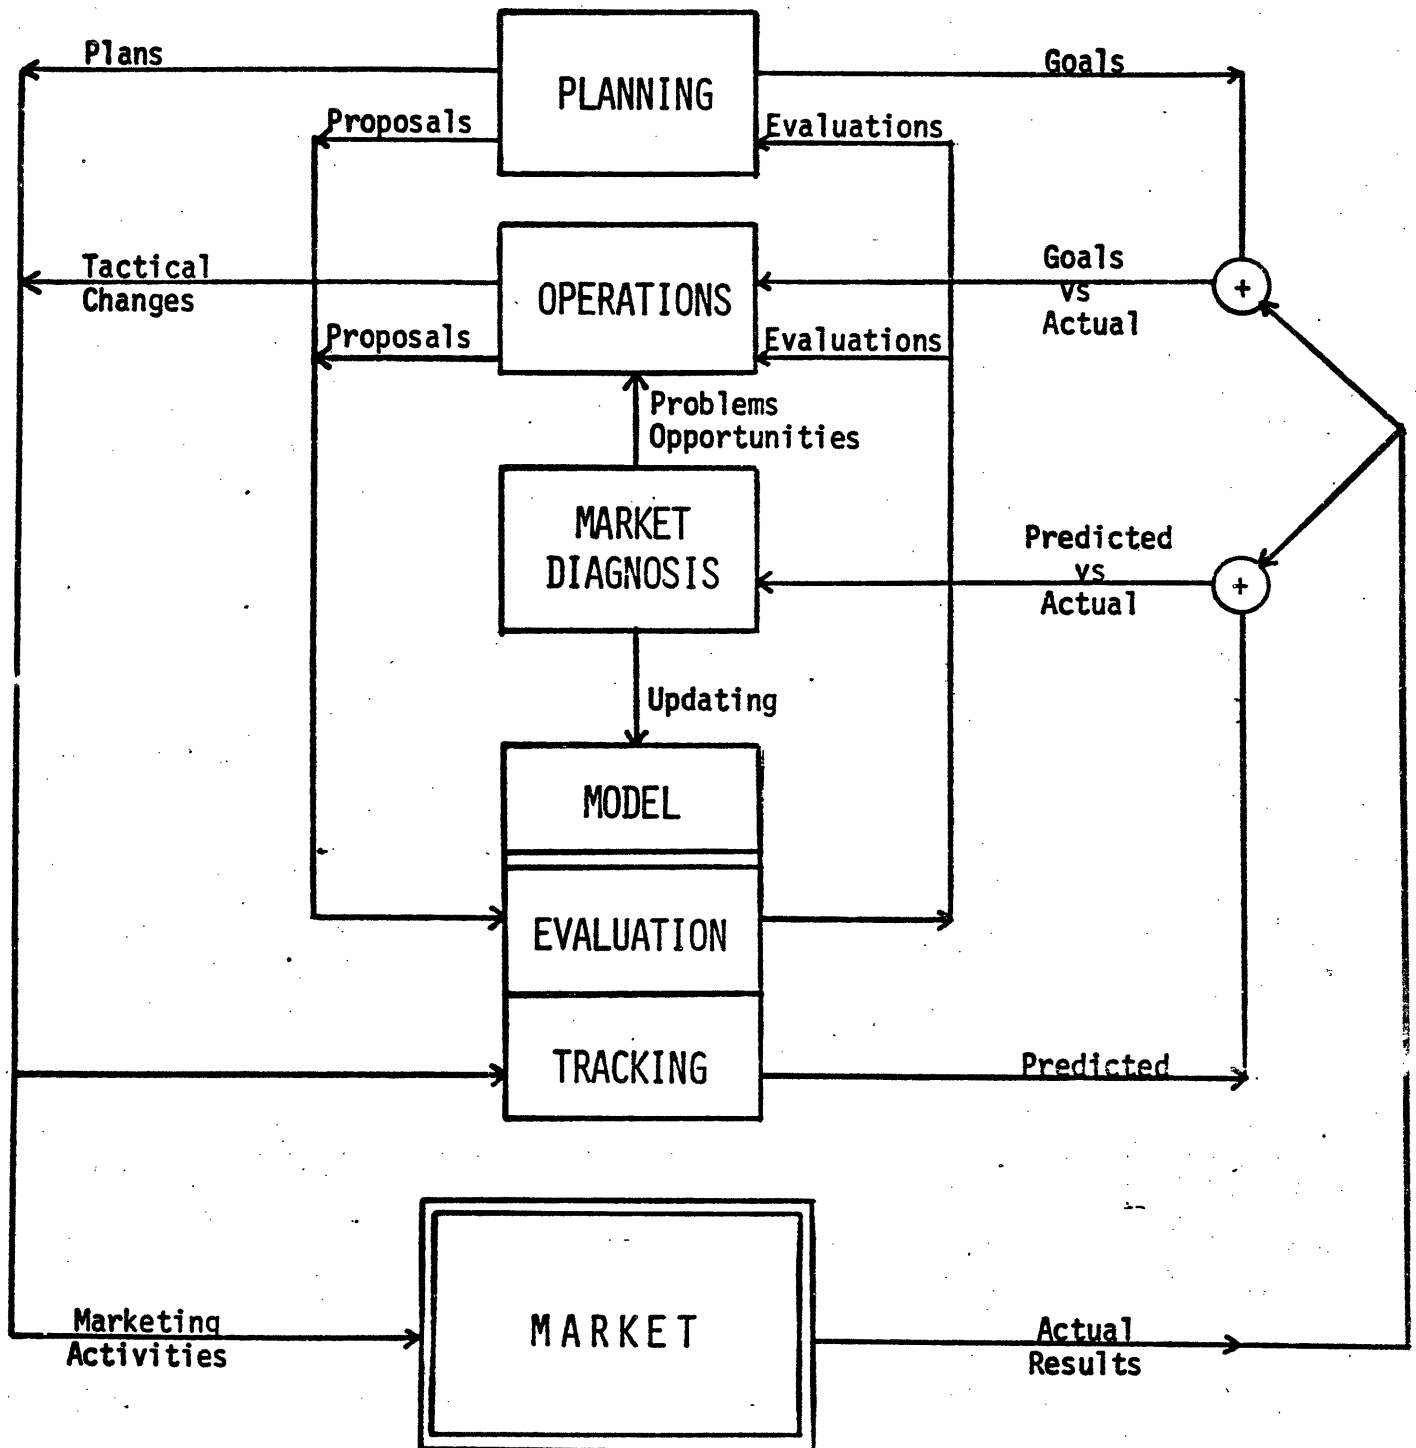 Plans
PLANNING
Goals
Proposals
Evaluations
Tactical
Changes
OPERATIONS
Goals
vs
Actual
+
Proposals
Evaluations
Problems
Opportunities
MARKET
DIAGNOSIS
Predicted
vs
Actual
+
Updating
MODEL
EVALUATION
TRACKING
Predicted
Marketing
Activities
MARKET
Actual
Results